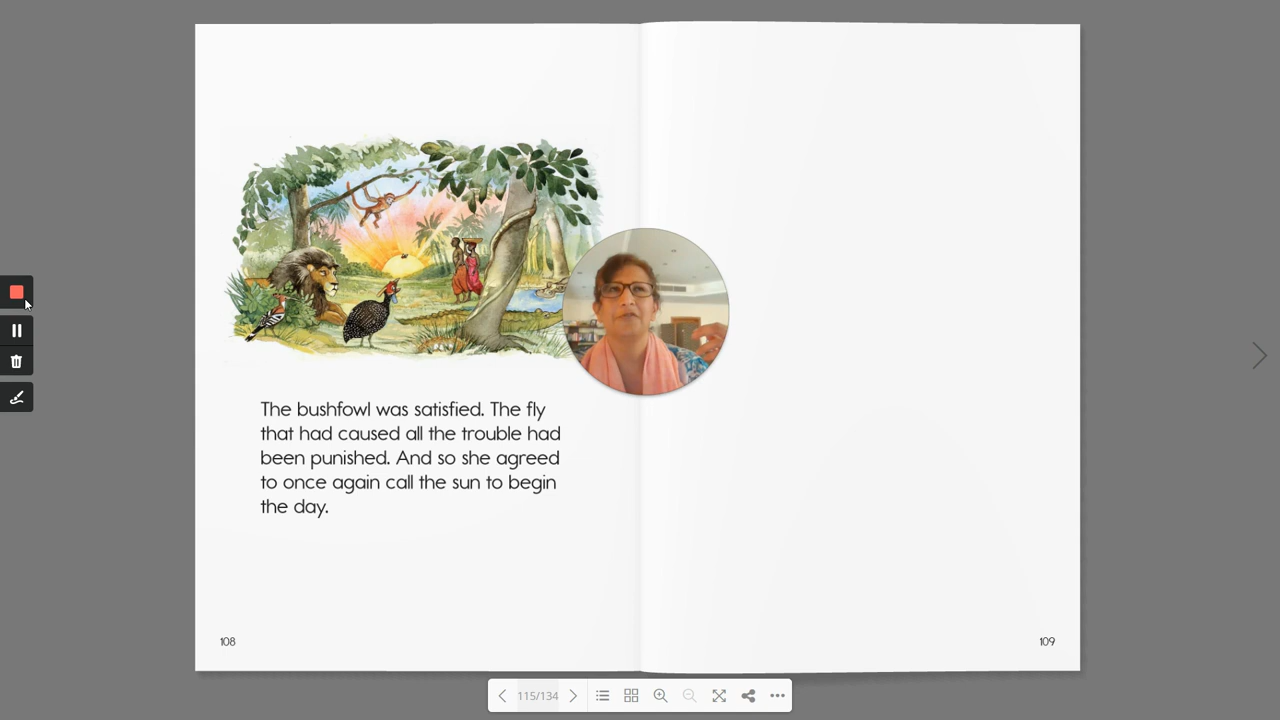 The bushfowl was satisfied. The fly
that had caused all the trouble had
been punished. And so she agreed
to once again call the sun to begin
the day.
108
109
115/134